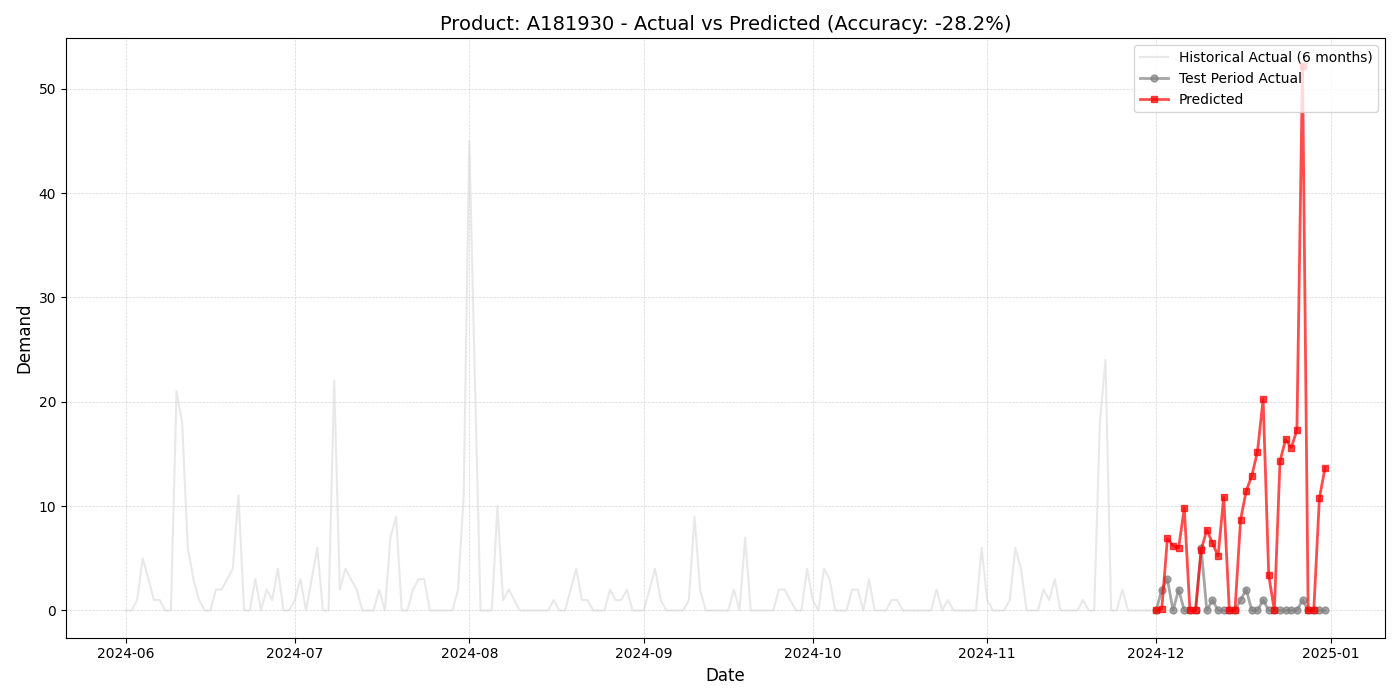 Product: A181930 - Actual vs Predicted (Accuracy: -28.2%)
Historical Actual (6 months)
Test Period Actual
Predicted
Demand
50
40
30
20
10
0
2024-06
2024-07
2024-08
2024-09
2024-10
2024-11
2024-12
2025-01
Date